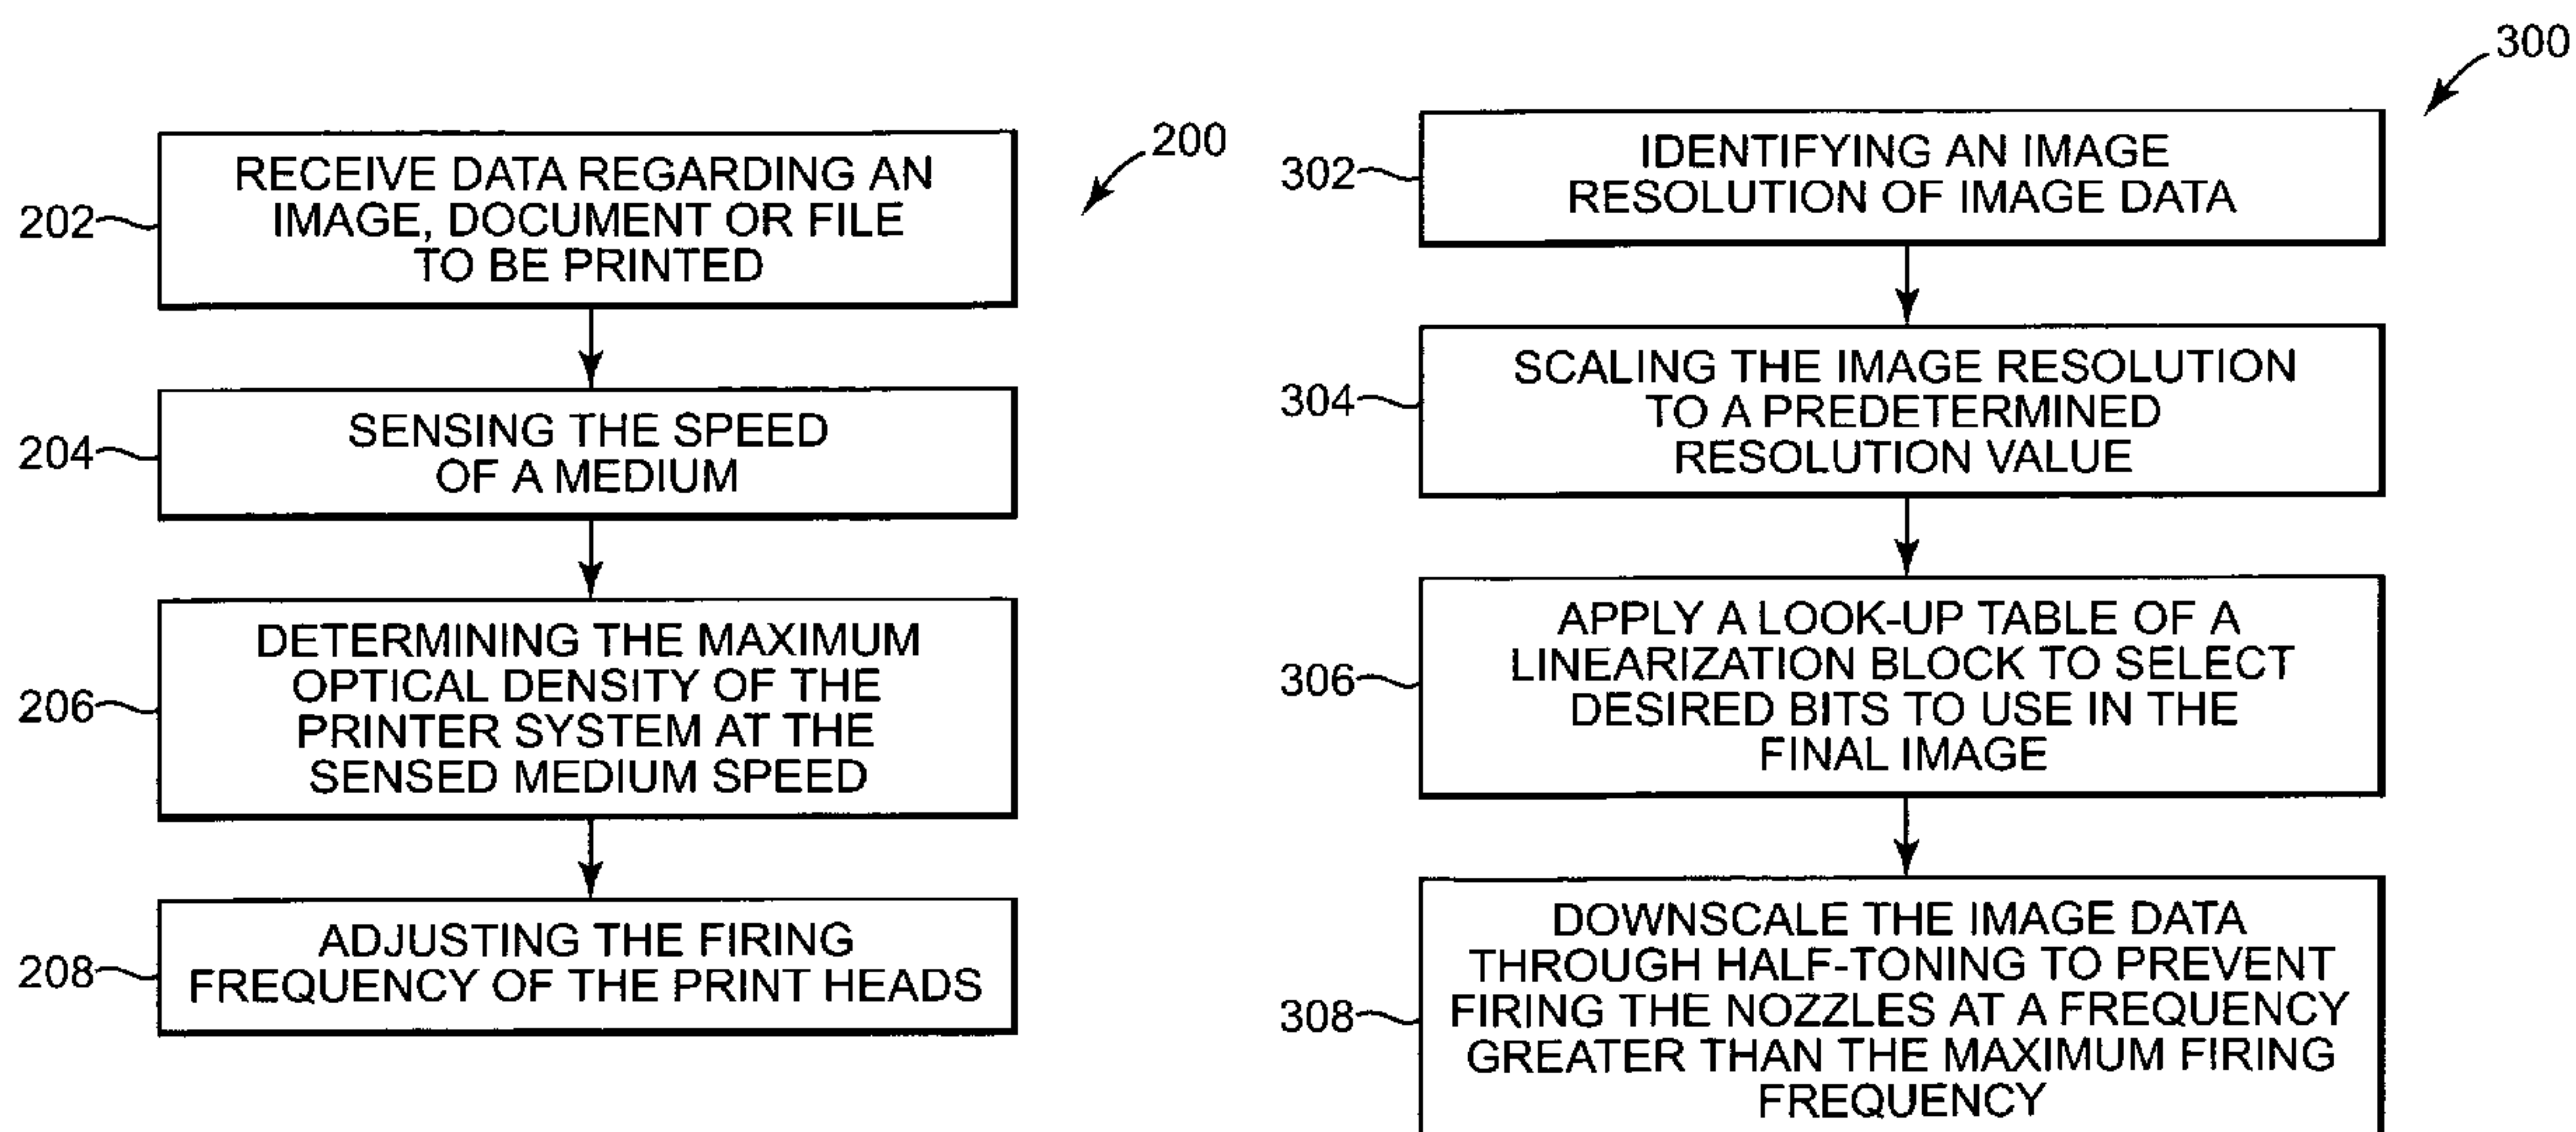 200
202
RECEIVE DATA REGARDING AN
IMAGE, DOCUMENT OR FILE
TO BE PRINTED
204
SENSING THE SPEED
OF A MEDIUM
206
DETERMINING THE MAXIMUM
OPTICAL DENSITY OF THE
PRINTER SYSTEM AT THE
SENSED MEDIUM SPEED
208
ADJUSTING THE FIRING
FREQUENCY OF THE PRINT HEADS
300
302
IDENTIFYING AN IMAGE
RESOLUTION OF IMAGE DATA
304
SCALING THE IMAGE RESOLUTION
TO A PREDETERMINED
RESOLUTION VALUE
306
APPLY A LOOK-UP TABLE OF A
LINEARIZATION BLOCK TO SELECT
DESIRED BITS TO USE IN THE
FINAL IMAGE
308
DOWNSCALE THE IMAGE DATA
THROUGH HALF-TONING TO PREVENT
FIRING THE NOZZLES AT A FREQUENCY
GREATER THAN THE MAXIMUM FIRING
FREQUENCY